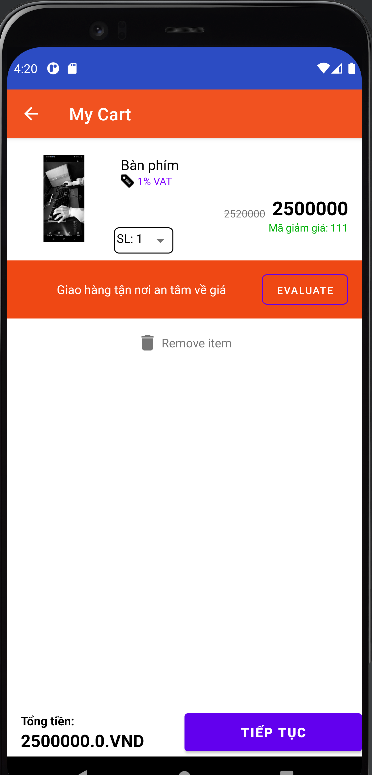 4:20
My Cart
Bàn phím
1% VAT
2520000 2500000
Mã giảm giá: 111
SL: 1
Giao hàng tận nơi an tâm về giá
EVALUATE
Remove item
Tổng tiền:
2500000.0.VND
TIẾP TỤC